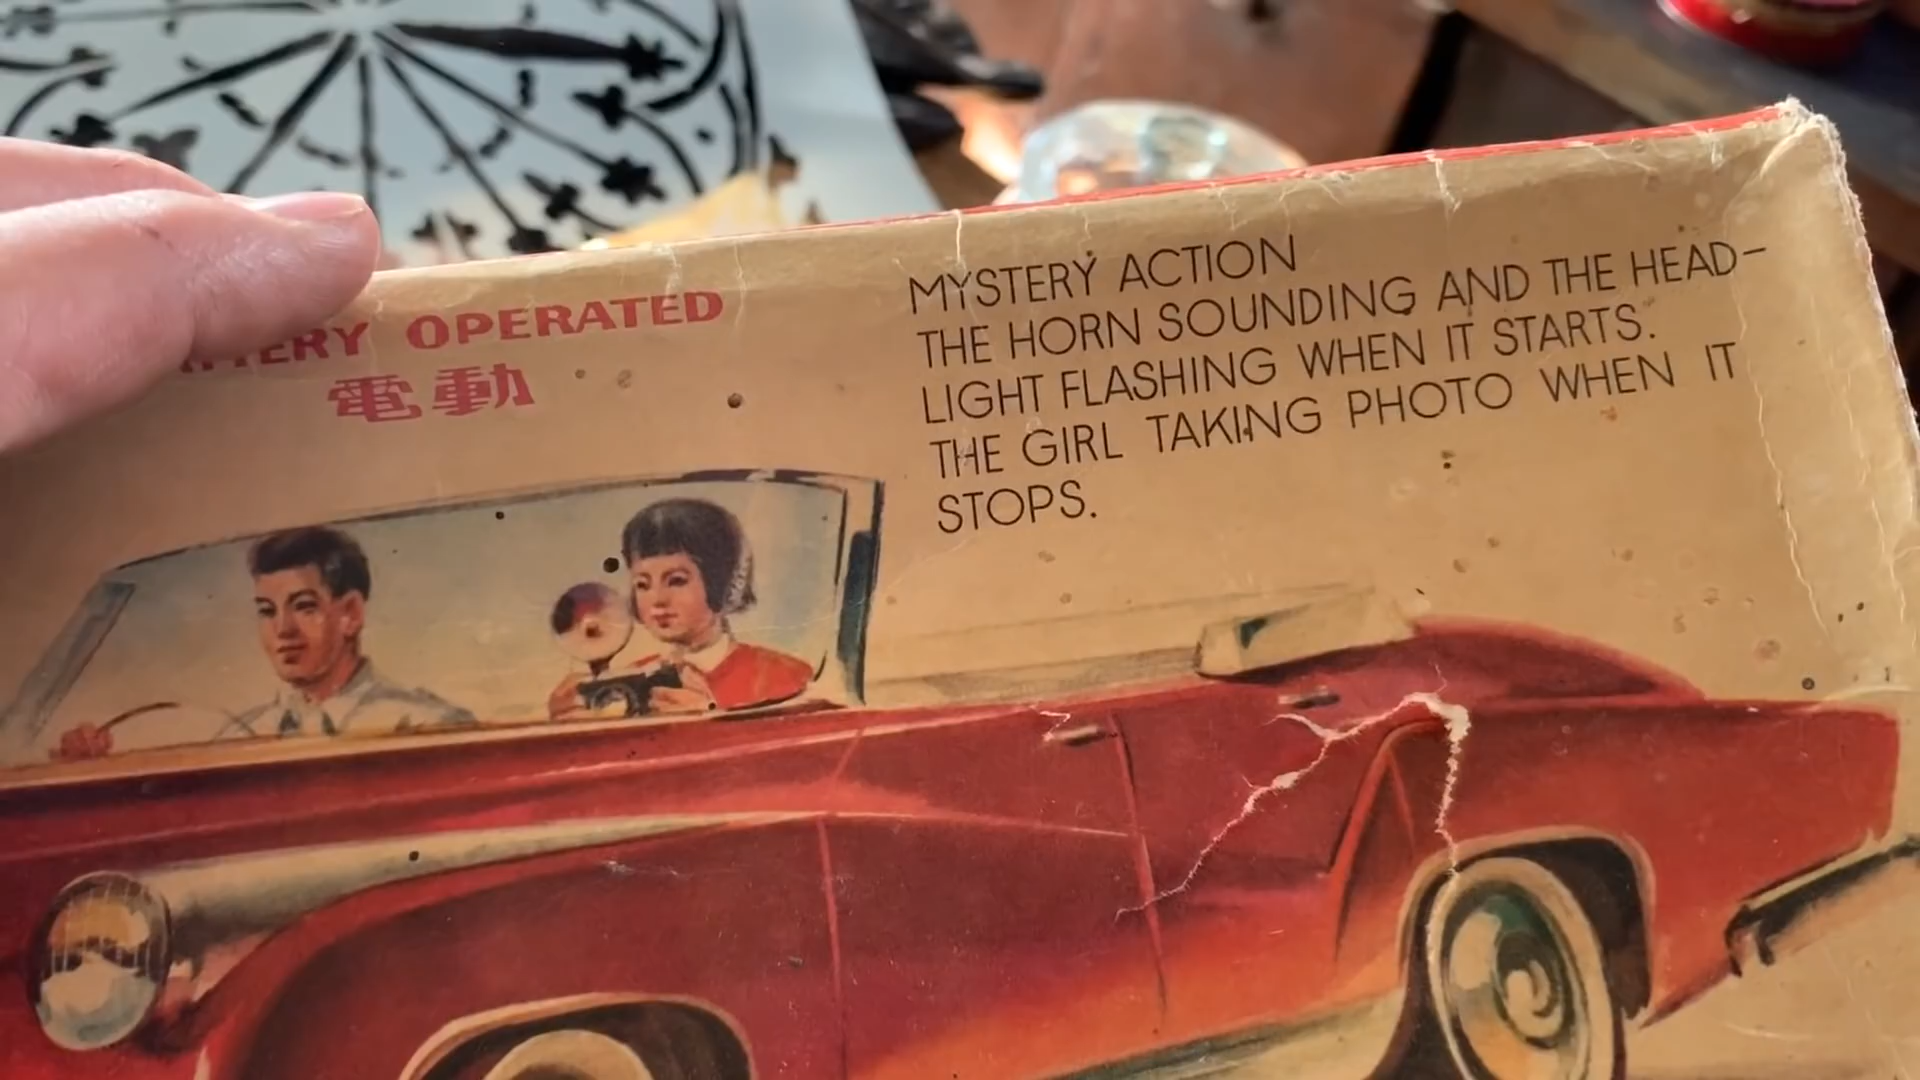 OPERATED
電動
MYSTERY ACTION
THE HORN SOUNDING AND THE HEAD-
LIGHT FLASHING WHEN IT STARTS.
THE GIRL TAKING PHOTO WHEN IT
STOPS.